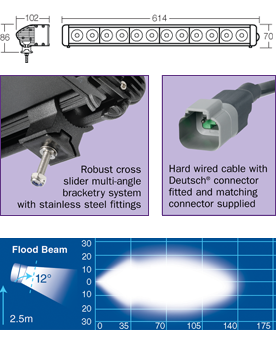 102
614
86
70
Robust cross
slider multi-angle
bracketry system
with stainless steel fittings
Hard wired cable with
Deutsch® connector
fitted and matching
connector supplied
Flood Beam
12°
2.5m
30
20
10
0
10
20
30
0 35 70 105 140 175